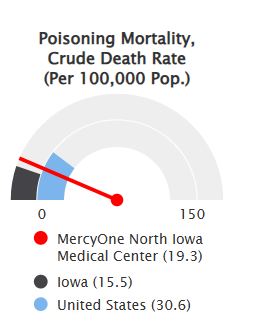 Poisoning Mortality,
Crude Death Rate
(Per 100,000 Pop.)
0 150
MercyOne North Iowa
Medical Center (19.3)
Iowa (15.5)
United States (30.6)